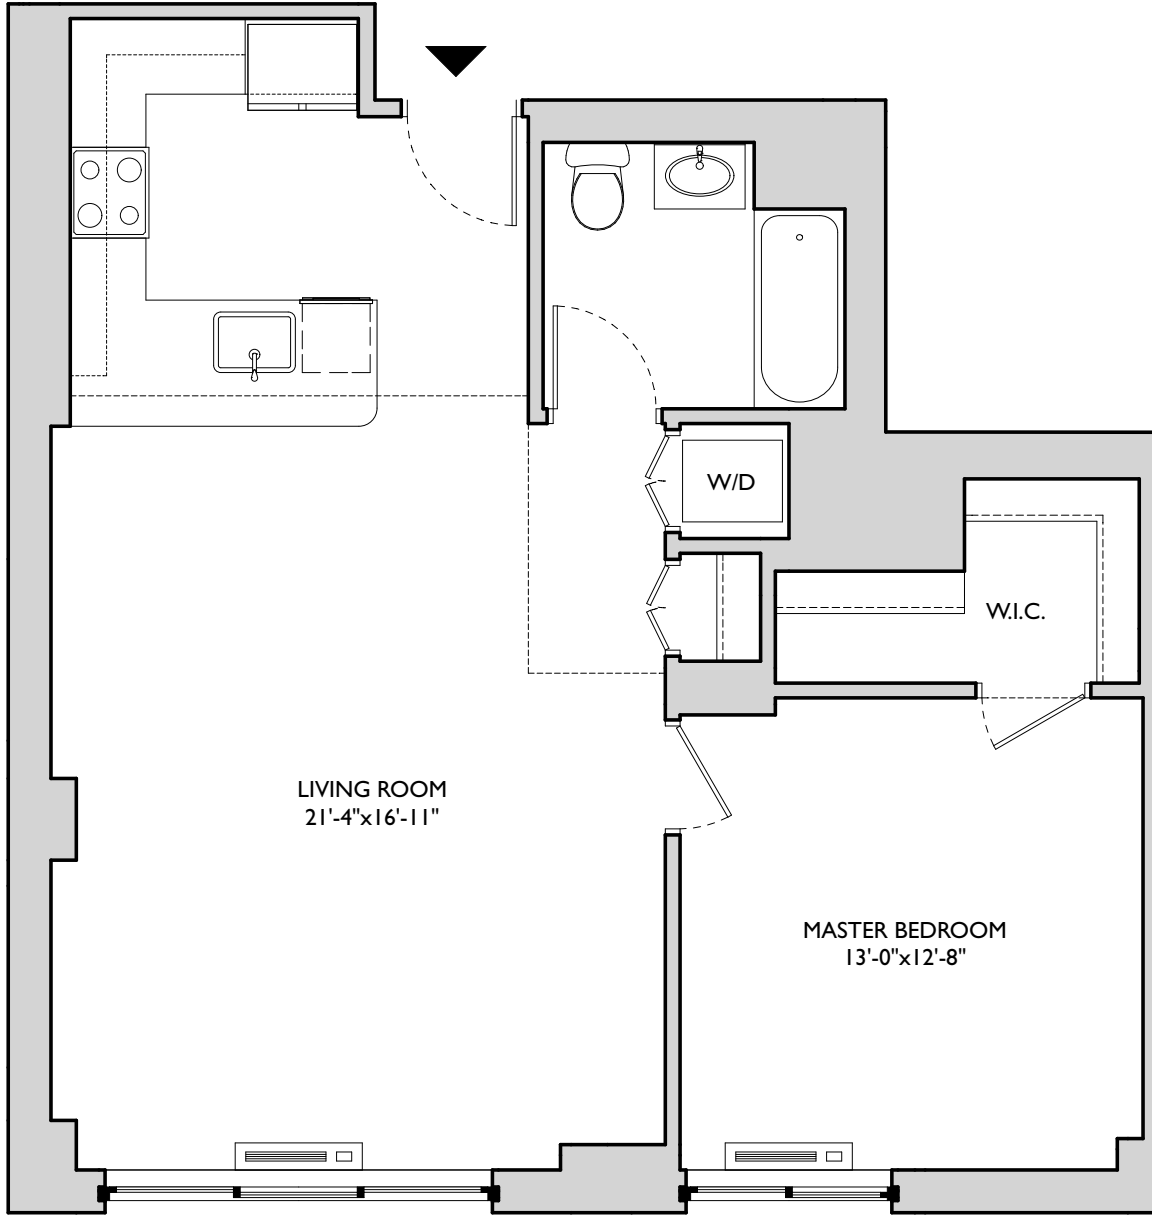 W/D
W.I.C.
LIVING ROOM
21'-4"x16'-11"
MASTER BEDROOM
13'-0"x12'-8"